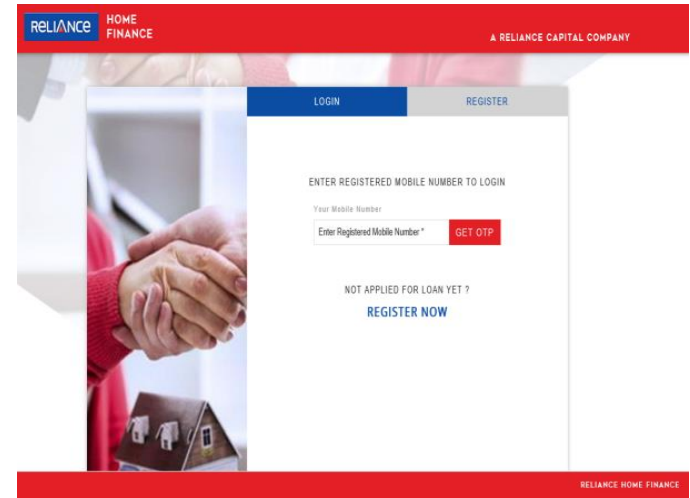 RELIANCE HOME
FINANCE
A RELIANCE CAPITAL COMPANY
LOGIN REGISTER
ENTER REGISTERED MOBILE NUMBER TO LOGIN
Your Mobile Number
Enter Registered Mobile Number * GET OTP
NOT APPLIED FOR LOAN YET ?
REGISTER NOW
RELIANCE HOME FINANCE